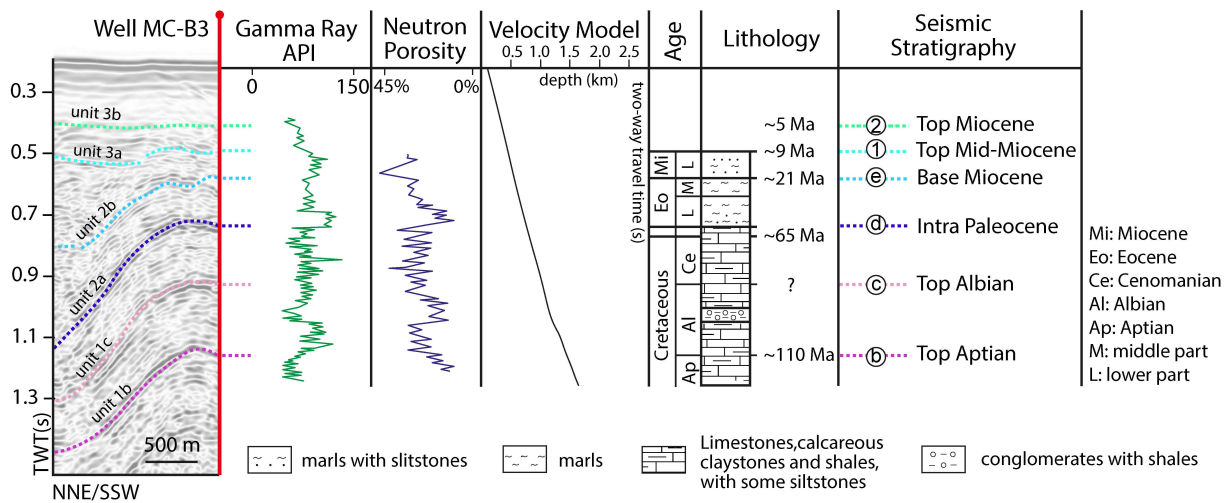 Well MC-B3
Gamma Ray
API
Neutron
Porosity
Velocity Model
0.5 1.0 1.5 2.0 2.5
depth (km)
two-way travel time (s)
Age
Lithology
Seismic
Stratigraphy
0 150
45% 0%
0.3
0.5
0.7
0.9
1.1
1.3
TWT(s)
unit 3b
unit 3a
unit 2b
unit 2a
unit 1c
unit 1b
500 m
NNE/SSW
Mi L
Eo M
L
Cretaceous
Ce
Al
Ap
~5 Ma 2 Top Miocene
~9 Ma 1 Top Mid-Miocene
~21 Ma e Base Miocene
d Intra Paleocene
~65 Ma
? c Top Albian
~110 Ma b Top Aptian
Mi: Miocene
Eo: Eocene
Ce: Cenomanian
Al: Albian
Ap: Aptian
M: middle part
L: lower part
marls with slitstones
marls
Limestones,calcareous
claystones and shales,
with some siltstones
conglomerates with shales